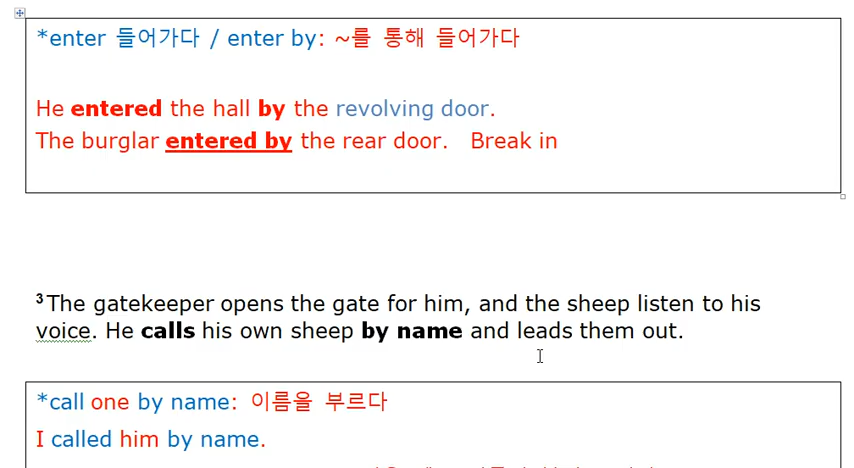 *enter 들어가다 / enter by: ~를 통해 들어가다
He entered the hall by the revolving door.
The burglar entered by the rear door. Break in
3 The gatekeeper opens the gate for him, and the sheep listen to his
voice. He calls his own sheep by name and leads them out.
*call one by name: 이름을 부르다
I called him by name.